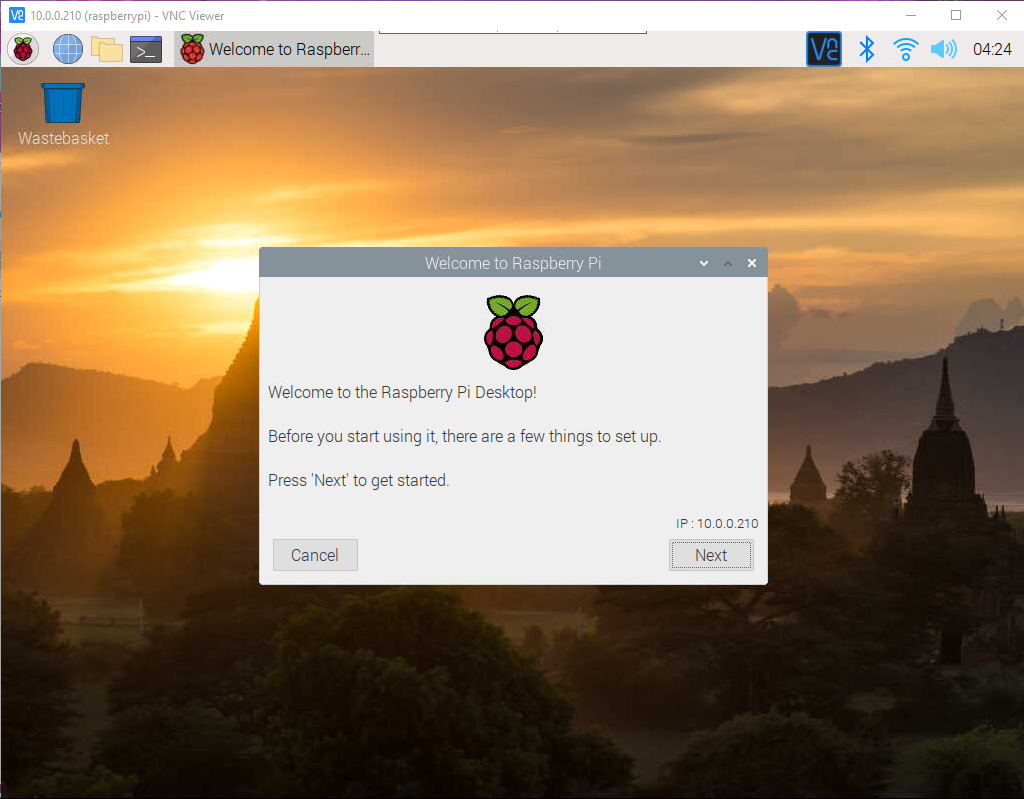 10.0.0.210 (raspberrypi) - VNC Viewer
Welcome to Raspberr...
04:24
Wastebasket
Welcome to Raspberry Pi
Welcome to the Raspberry Pi Desktop!
Before you start using it, there are a few things to set up.
Press 'Next' to get started.
IP : 10.0.0.210
Cancel
Next